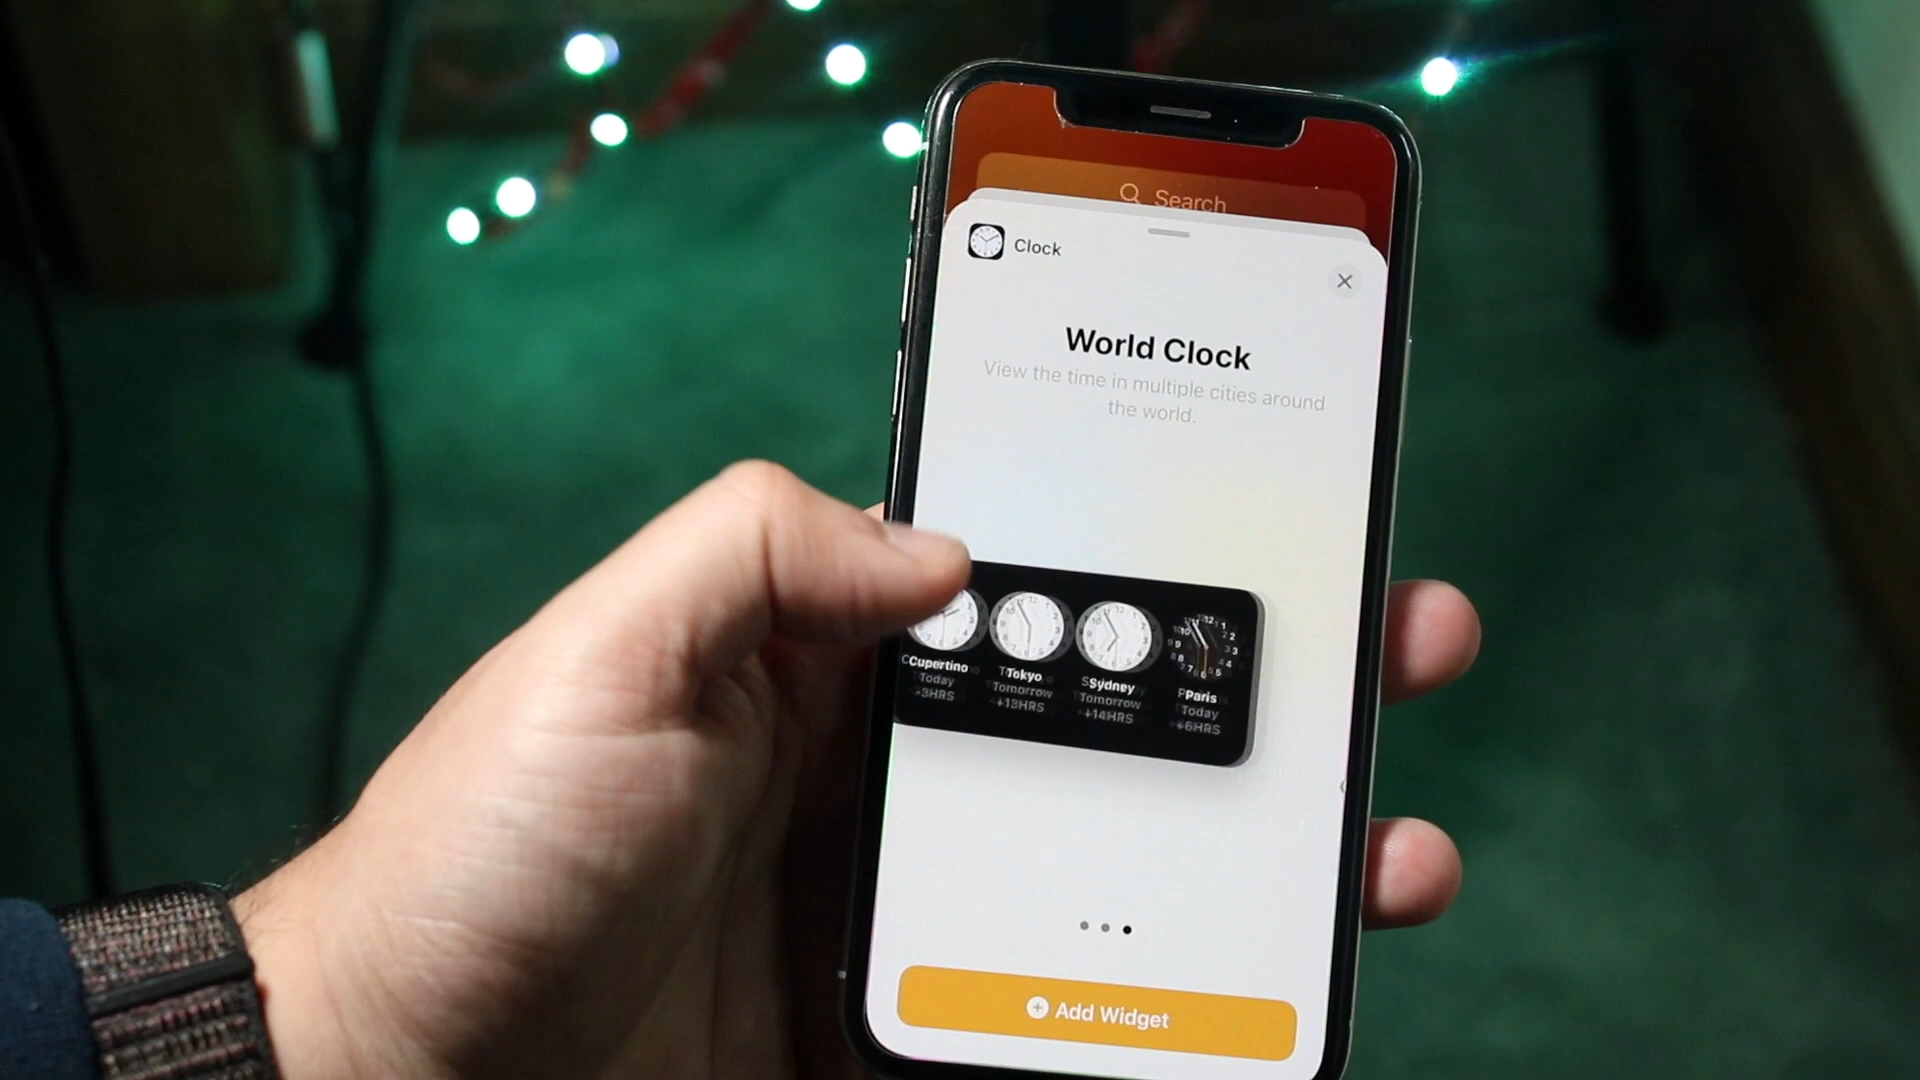 Search
Clock
World Clock
View the time in multiple cities around
the world.
Cupertino
Today
-3HRS
Tokyo
Tomorrow
+13HRS
Sydney
Tomorrow
+14HRS
Paris
Today
+6HRS
Add Widget